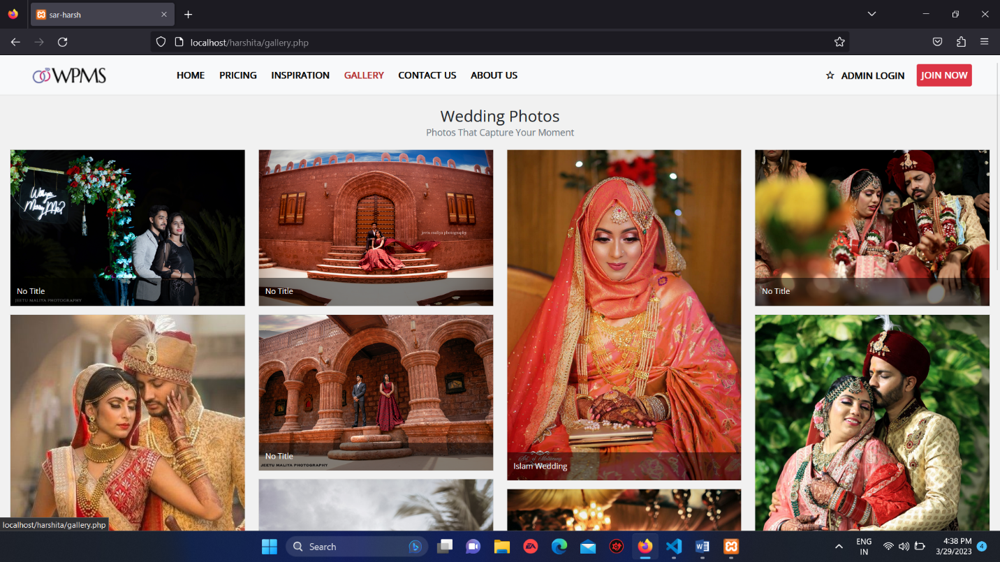 sar-harsh
localhost/harshita/gallery.php
WPMS
HOME
PRICING
INSPIRATION
GALLERY
CONTACT US
ABOUT US
ADMIN LOGIN
JOIN NOW
Wedding Photos
Photos That Capture Your Moment
Marry Me?
No Title
JEETU MALIYA PHOTOGRAPHY
jeetu maliya photography
No Title
No Title
No Title
JEETU MALIYA PHOTOGRAPHY
Islam Wedding
localhost/harshita/gallery.php
Search
EA
ENG
IN
4:38 PM
3/29/2023
4